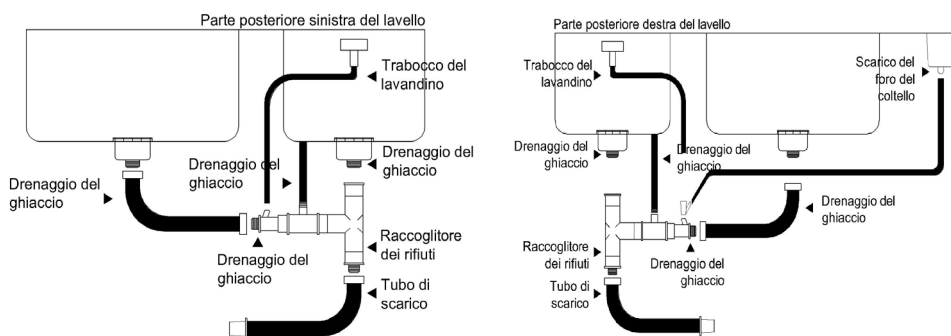 Parte posteriore sinistra del lavello
Trabocco del
lavandino
Drenaggio del
ghiaccio
Drenaggio del
ghiaccio
Drenaggio del
ghiaccio
Drenaggio del
ghiaccio
Raccoglitore
dei rifiuti
Tubo di
scarico
Parte posteriore destra del lavello
Trabocco del
lavandino
Scarico del
foro del
coltello
Drenaggio del
ghiaccio
Drenaggio del
ghiaccio
Drenaggio del
ghiaccio
Raccoglitore
dei rifiuti
Drenaggio del
ghiaccio
Tubo di
scarico